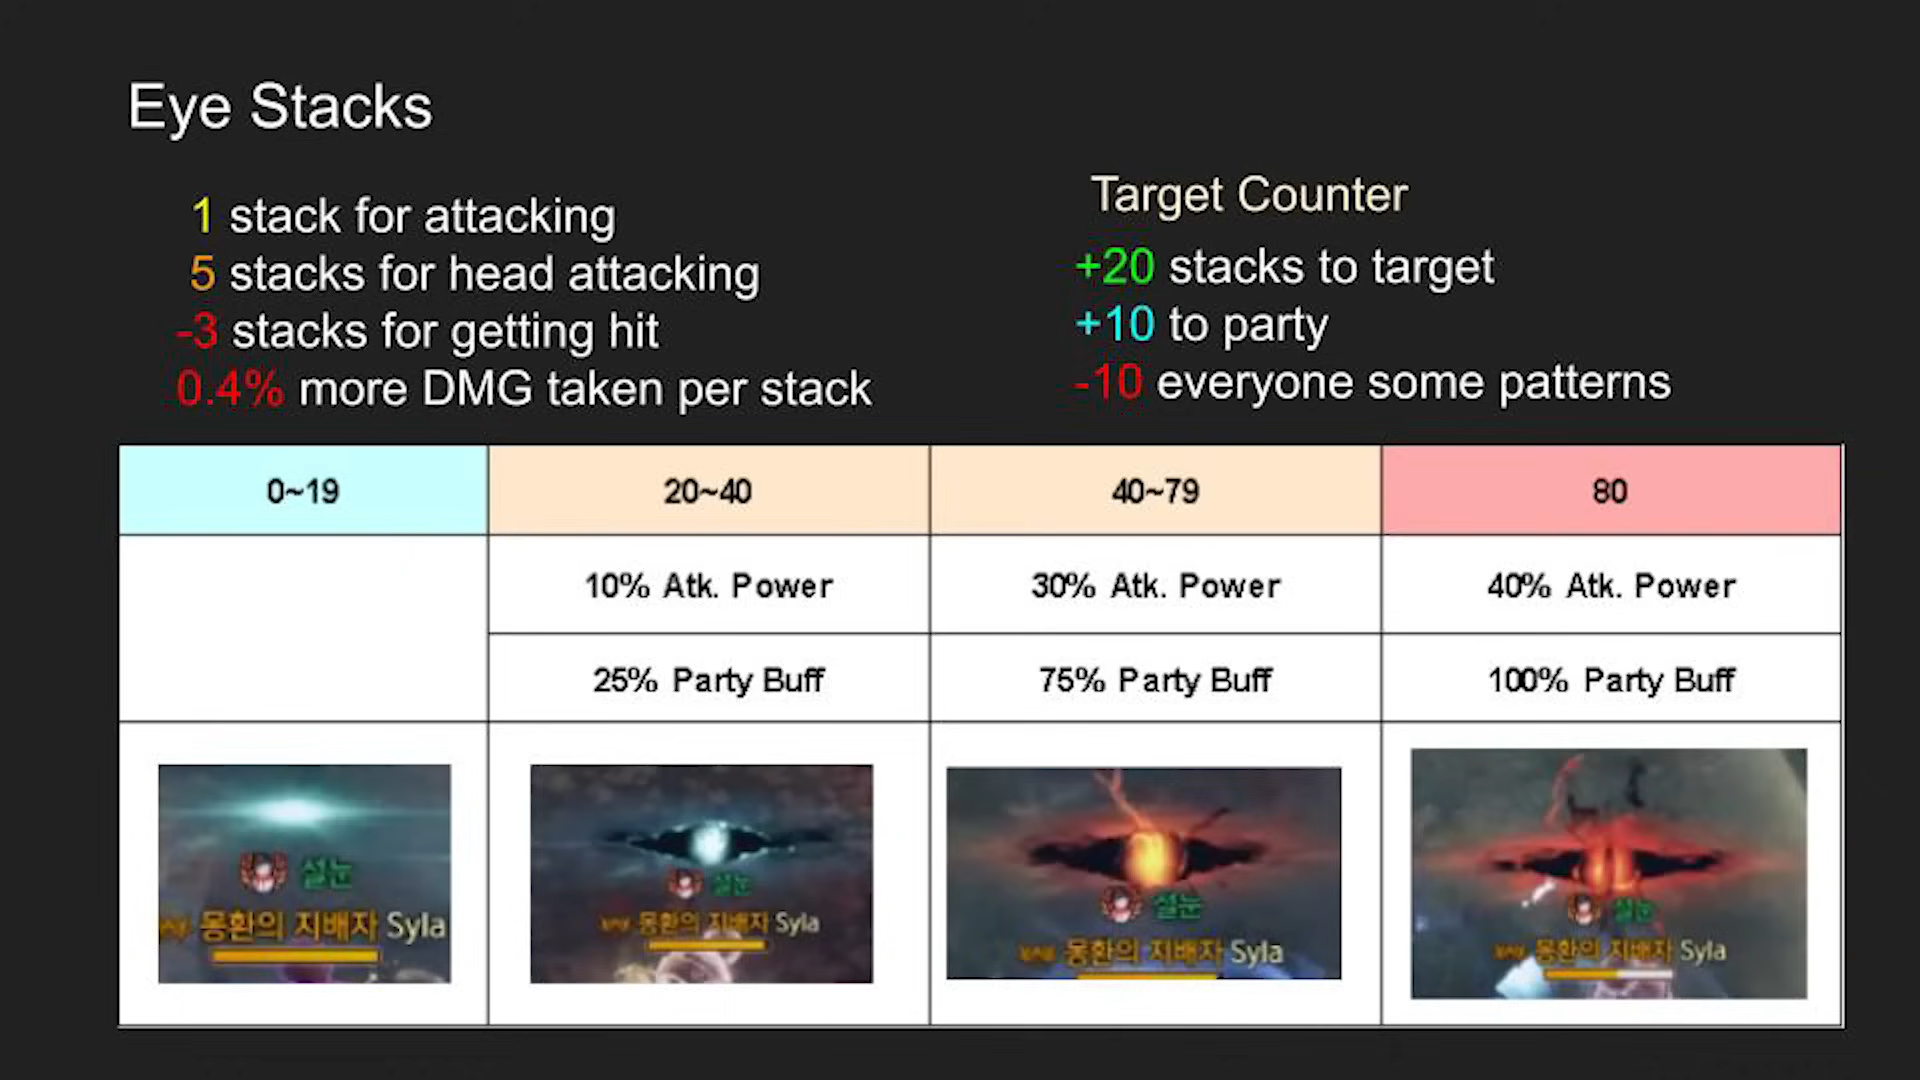 Eye Stacks
1 stack for attacking
5 stacks for head attacking
-3 stacks for getting hit
0.4% more DMG taken per stack
Target Counter
+20 stacks to target
+10 to party
-10 everyone some patterns
0~19
20~40
40~79
80
10% Atk. Power
30% Atk. Power
40% Atk. Power
25% Party Buff
75% Party Buff
100% Party Buff
설눈
몽환의 지배자 Syla
설눈
몽환의 지배자 Syla
설눈
몽환의 지배자 Syla
설눈
몽환의 지배자 Syla